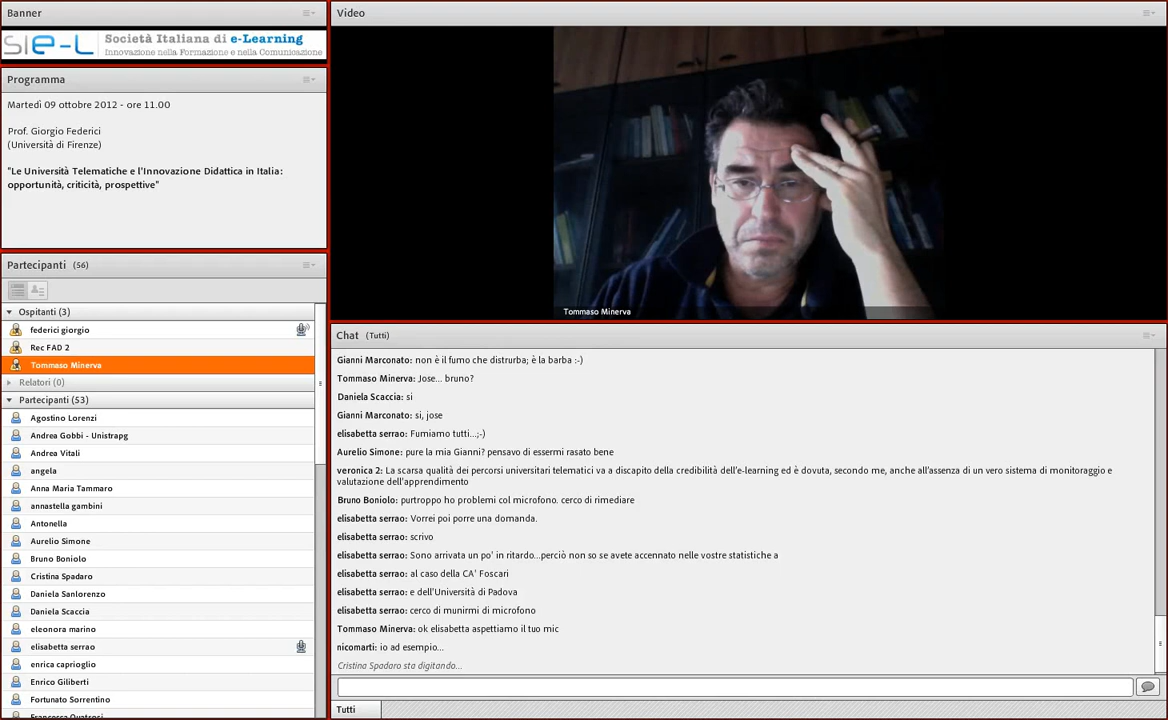 Banner
SIe-L Società Italiana di e-Learning
Innovazione nella Formazione e nella Comunicazione
Programma
Martedì 09 ottobre 2012 - ore 11.00
Prof. Giorgio Federici
(Università di Firenze)
"Le Università Telematiche e l'Innovazione Didattica in Italia:
opportunità, criticità, prospettive"
Partecipanti (56)
Ospitanti (3)
federici giorgio
Rec FAD 2
Tommaso Minerva
Relatori (0)
Partecipanti (53)
Agostino Lorenzi
Andrea Gobbi - Unistrapg
Andrea Vitali
angela
Anna Maria Tammaro
annastella gambini
Antonella
Aurelio Simone
Bruno Boniolo
Cristina Spadaro
Daniela Sanlorenzo
Daniela Scaccia
eleonora marino
elisabetta serrao
enrica caprioglio
Enrico Giliberti
Fortunato Sorrentino
Francesca Quatrosi
Video
Tommaso Minerva
Chat (Tutti)
Gianni Marconato: non è il fumo che distrurba; è la barba :-)
Tommaso Minerva: Jose... bruno?
Daniela Scaccia: si
Gianni Marconato: si, jose
elisabetta serrao: Fumiamo tutti...;-)
Aurelio Simone: pure la mia Gianni? pensavo di essermi rasato bene
veronica 2: La scarsa qualità dei percorsi universitari telematici va a discapito della credibilità dell'e-learning ed è dovuta, secondo me, anche all'assenza di un vero sistema di monitoraggio e
valutazione dell'apprendimento
Bruno Boniolo: purtroppo ho problemi col microfono. cerco di rimediare
elisabetta serrao: Vorrei poi porre una domanda.
elisabetta serrao: scrivo
elisabetta serrao: Sono arrivata un po' in ritardo...perciò non so se avete accennato nelle vostre statistiche a
elisabetta serrao: al caso della CA' Foscari
elisabetta serrao: e dell'Università di Padova
elisabetta serrao: cerco di munirmi di microfono
Tommaso Minerva: ok elisabetta aspettiamo il tuo mic
nicomarti: io ad esempio...
Cristina Spadaro sta digitando...
Tutti